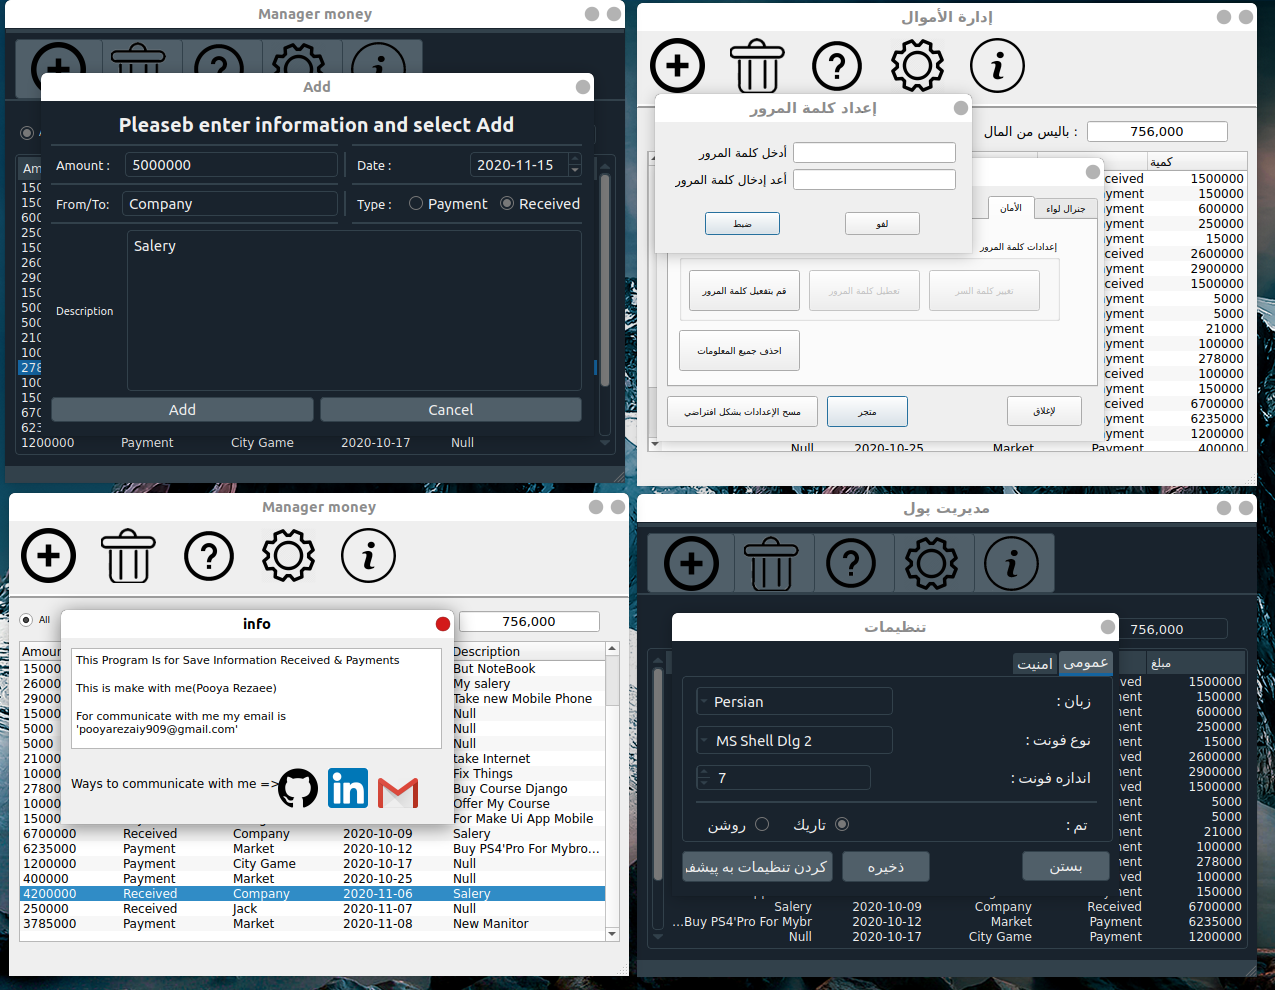 Manager money
Add
Pleaseb enter information and select Add
Amount :
5000000
Date :
2020-11-15
From/To:
Company
Type :
Payment
Received
Description
Salery
Add
Cancel
Am
150
150
600
250
150
260
290
150
500
500
210
100
278
100
150
670
623
1200000 Payment City Game 2020-10-17 Null
إدارة الأموال
باليس من المال :
756,000
إعداد كلمة المرور
أدخل كلمة المرور
أعد إدخال كلمة المرور
ضبط
لغو
الأمان
جنرال لواء
إعدادات كلمة المرور
قم بتفعيل كلمة المرور
تعطيل كلمة المرور
تغيير كلمة السر
احذف جميع المعلومات
مسح الإعدادات بشكل افتراضي
متجر
لإغلاق
كمية
ceived 1500000
yment 150000
yment 600000
yment 250000
yment 15000
ceived 2600000
yment 2900000
ceived 1500000
yment 5000
yment 5000
yment 21000
yment 100000
yment 278000
ceived 100000
yment 150000
ceived 6700000
yment 6235000
yment 1200000
Null 2020-10-25 Market Payment 400000
Manager money
All
756,000
info
This Program Is for Save Information Received & Payments
This is make with me(Pooya Rezaee)
For communicate with me my email is
'pooyarezaiy909@gmail.com'
Ways to communicate with me =>
in
Amour Description
15000 But NoteBook
26000 My salery
29000 Take new Mobile Phone
15000 Null
5000 Null
5000 Null
21000 take Internet
10000 Fix Things
27800 Buy Course Django
10000 Offer My Course
15000 For Make Ui App Mobile
6700000 Received Company 2020-10-09 Salery
6235000 Payment Market 2020-10-12 Buy PS4'Pro For Mybro...
1200000 Payment City Game 2020-10-17 Null
400000 Payment Market 2020-10-25 Null
4200000 Received Company 2020-11-06 Salery
250000 Received Jack 2020-11-07 Null
3785000 Payment Market 2020-11-08 New Manitor
مدیریت پول
756,000
تنظیمات
امنیت
عمومی
زبان :
Persian
نوع فونت :
MS Shell Dlg 2
اندازه فونت :
7
تم :
تاریک
روشن
کردن تنظیمات به پیشف
ذخیره
بستن
مبلغ
ved 1500000
nent 150000
nent 600000
nent 250000
nent 15000
ved 2600000
nent 2900000
ved 1500000
nent 5000
nent 5000
nent 21000
nent 100000
nent 278000
ved 100000
nent 150000
Salery 2020-10-09 Company Received 6700000
...Buy PS4'Pro For Mybr 2020-10-12 Market Payment 6235000
Null 2020-10-17 City Game Payment 1200000